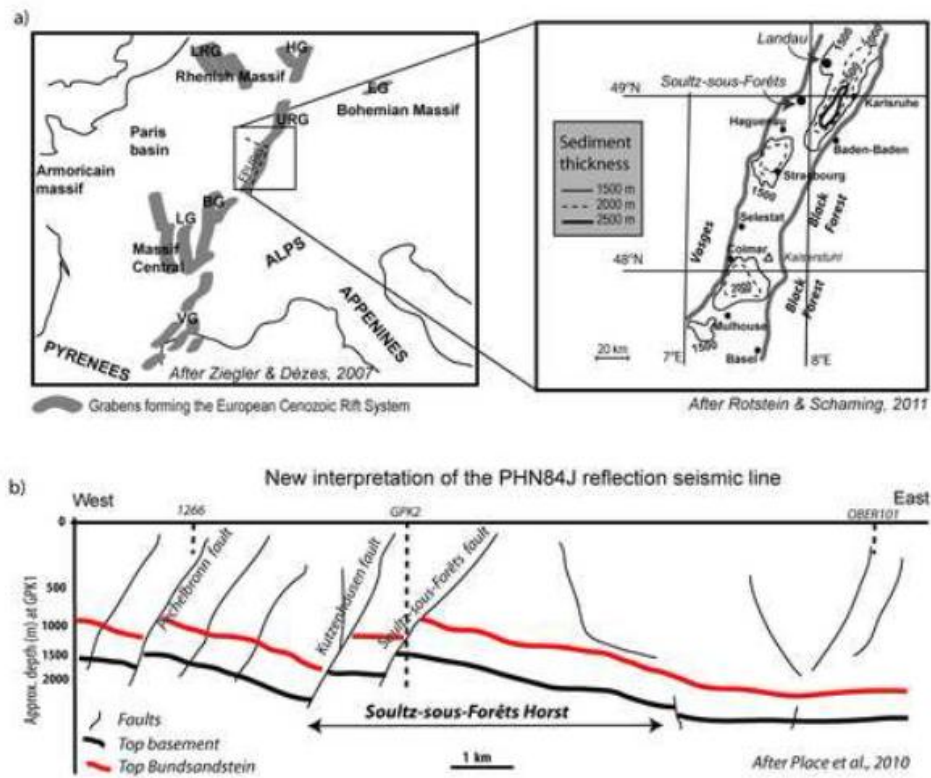 a)
LRG
HG
Rhenish Massif
EG
Bohemian Massif
URG
Paris
basin
Armoricain
massif
BG
LG
Massif
Central
ALPS
APPENINES
VG
PYRENEES
After Ziegler & Dèzes, 2007
Grabens forming the European Cenozoic Rift System
Landau
1500
49°N
Soultz-sous-Forêts
Karlsruhe
Haguenau
Baden-Baden
Sediment
thickness
1500 m
2000 m
2500 m
Strasbourg
1500
Black
Forest
Selestat
Vosges
Colmar
Kaiserstuhl
48°N
Black
Forest
Mulhouse
1500
20 km
7°E
Basel
8°E
After Rotstein & Schaming, 2011
b)
New interpretation of the PHN84J reflection seismic line
West
East
1266
GPK2
OBER101
0
500
1000
1500
2000
Approx. depth (m) at GPK1
Pechelbronn fault
Kutzenhausen fault
Soultz-sous-Forêts fault
Faults
Top basement
Top Bundsandstein
Soultz-sous-Forêts Horst
1 km
After Place et al., 2010